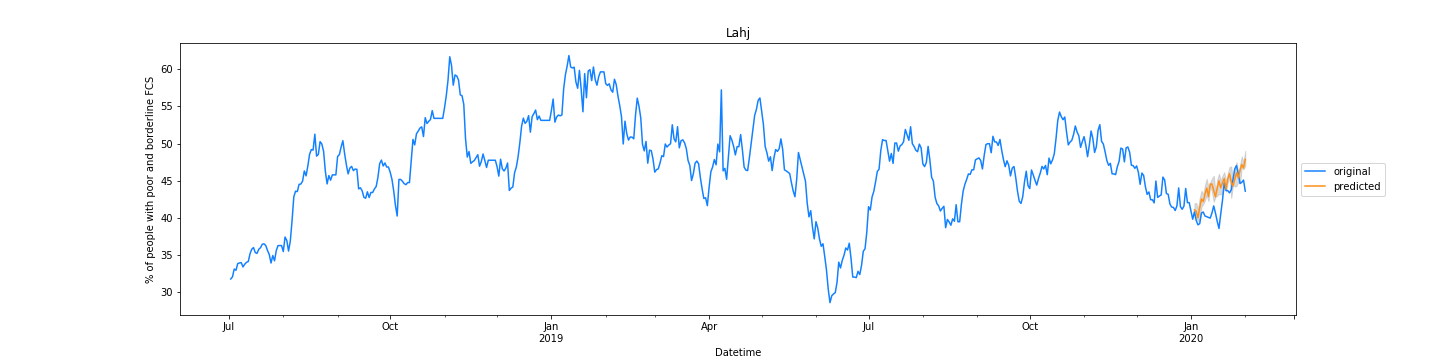 Lahj
% of people with poor and borderline FCS
60
55
50
45
40
35
30
Jul
Oct
Jan
2019
Apr
Jul
Oct
Jan
2020
Datetime
original
predicted